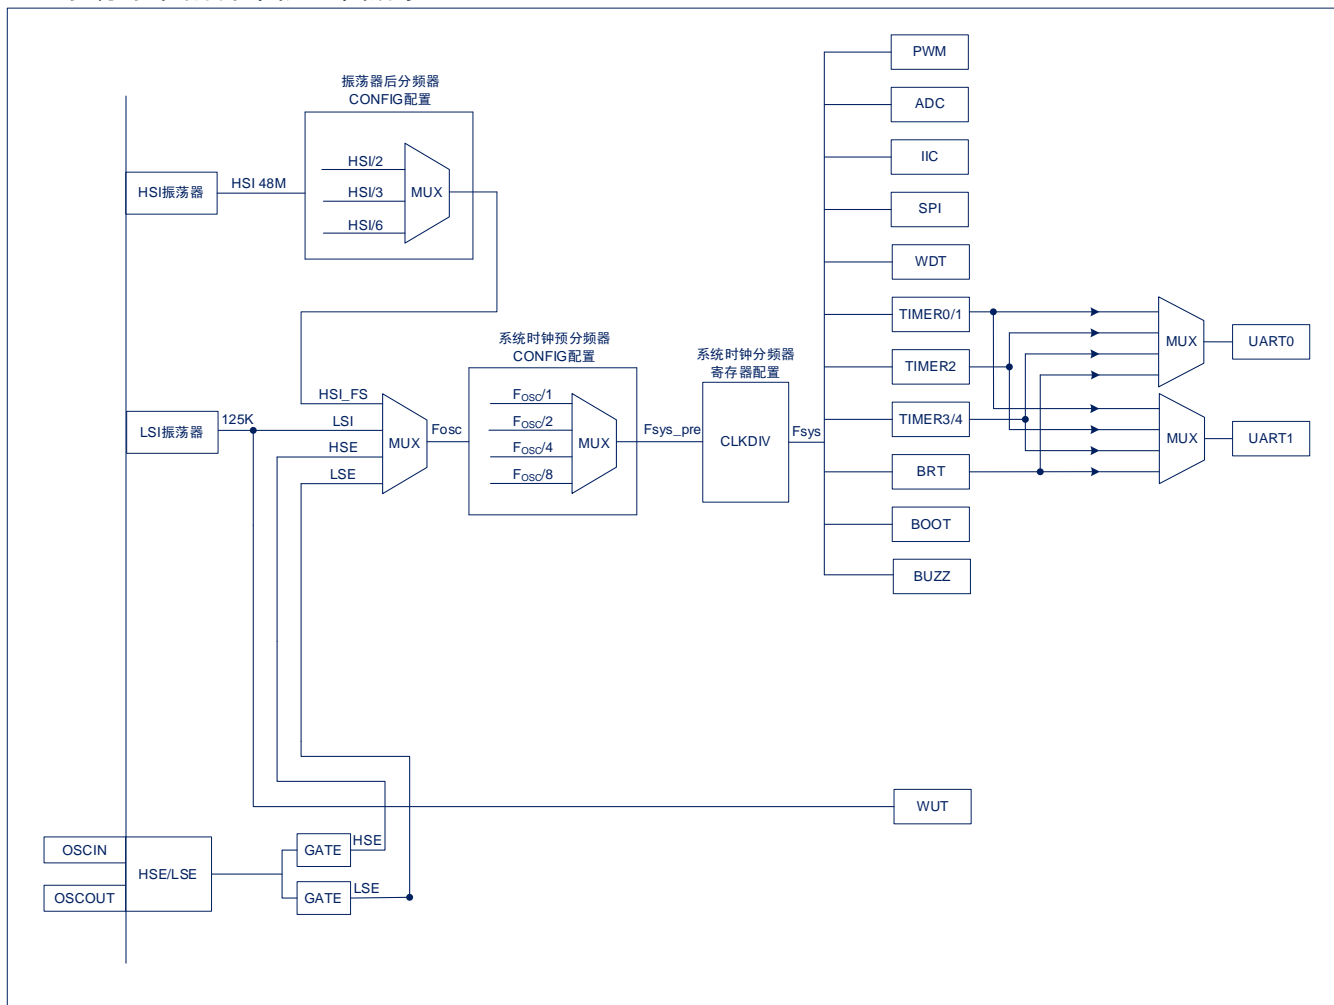 振荡器后分频器
CONFIG配置
HSI/2
HSI/3
HSI/6
MUX
HSI振荡器
HSI 48M
LSI振荡器
125K
HSI_FS
LSI
HSE
LSE
MUX
Fosc
系统时钟预分频器
CONFIG配置
FOSC/1
FOSC/2
FOSC/4
FOSC/8
MUX
Fsys_pre
系统时钟分频器
寄存器配置
CLKDIV
Fsys
PWM
ADC
IIC
SPI
WDT
TIMER0/1
TIMER2
TIMER3/4
BRT
BOOT
BUZZ
MUX
UART0
MUX
UART1
WUT
OSCIN
OSCOUT
HSE/LSE
GATE
HSE
GATE
LSE